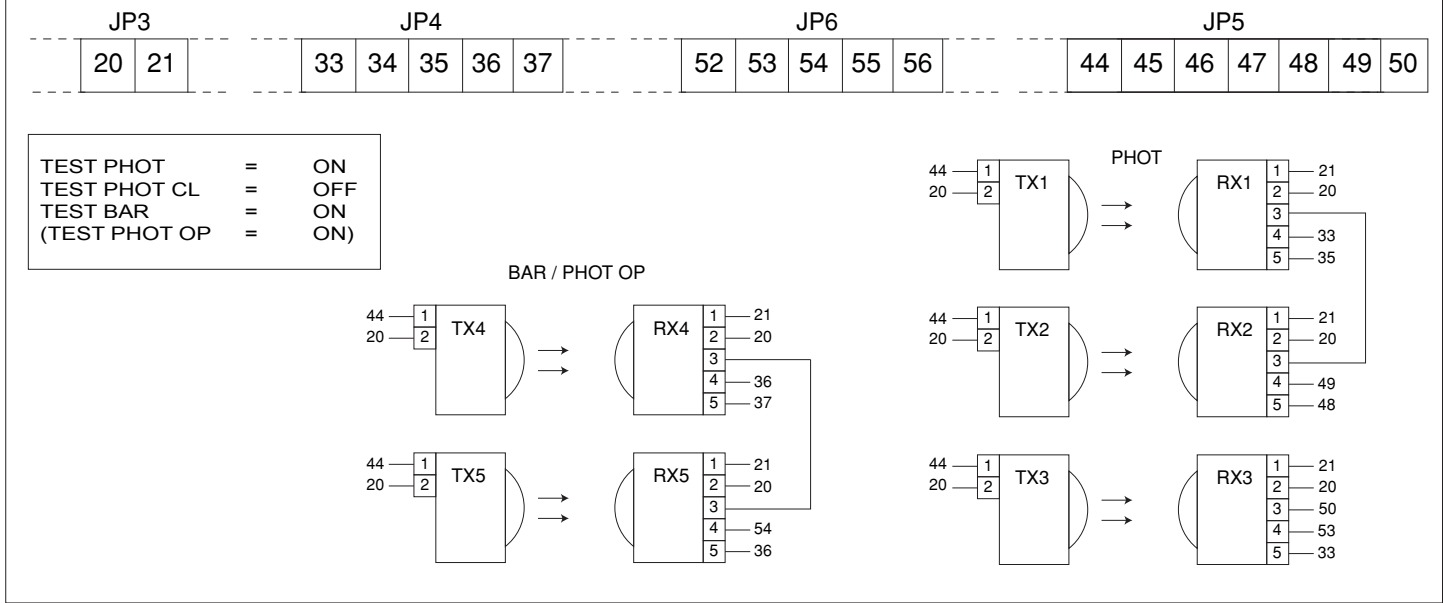 JP3 JP4 JP6 JP5
20 21 33 34 35 36 37 52 53 54 55 56 44 45 46 47 48 49 50
TEST PHOT = ON
TEST PHOT CL = OFF
TEST BAR = ON
(TEST PHOT OP = ON)
PHOT
44 1 TX1 RX1 1 21
20 2 2 20
3
4 33
5 35
BAR / PHOT OP
44 1 TX4 RX4 1 21
20 2 2 20
3
4 36
5 37
44 1 TX2 RX2 1 21
20 2 2 20
3
4 49
5 48
44 1 TX5 RX5 1 21
20 2 2 20
3
4 54
5 36
44 1 TX3 RX3 1 21
20 2 2 20
3 50
4 53
5 33